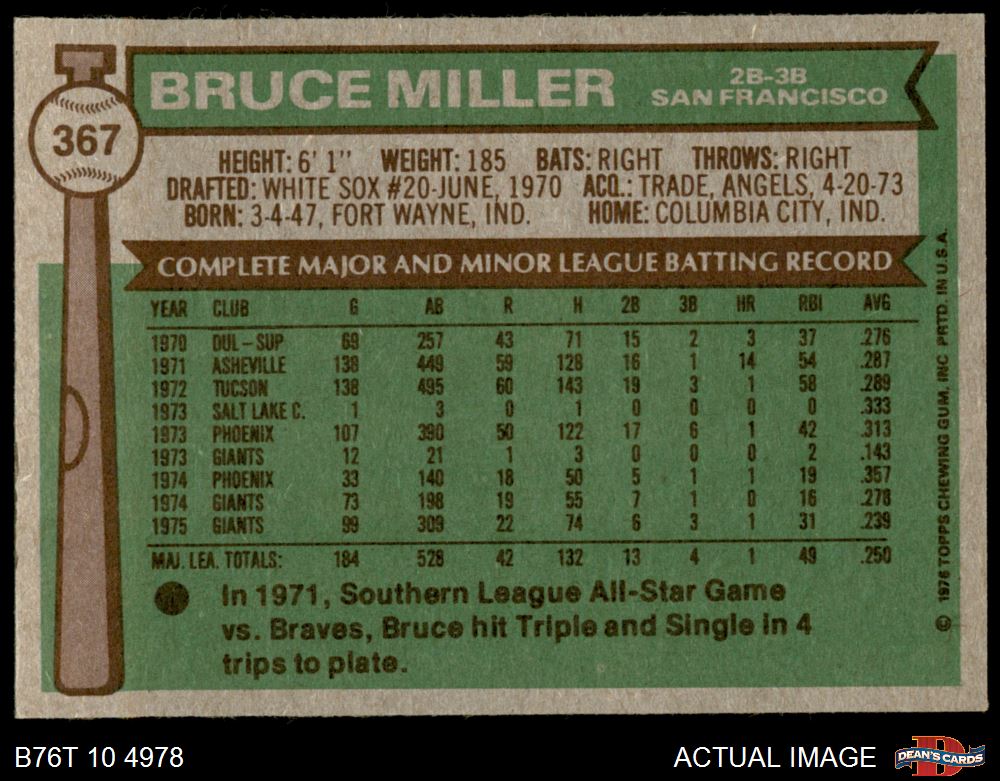 367
BRUCE MILLER
2B-3B
SAN FRANCISCO
HEIGHT: 6' 1" WEIGHT: 185 BATS: RIGHT THROWS: RIGHT
DRAFTED: WHITE SOX #20-JUNE, 1970 ACQ.: TRADE, ANGELS, 4-20-73
BORN: 3-4-47, FORT WAYNE, IND. HOME: COLUMBIA CITY, IND.
COMPLETE MAJOR AND MINOR LEAGUE BATTING RECORD
YEAR CLUB G AB R H 2B 3B HR RBI AVG
1970 DUL-SUP 69 257 43 71 15 2 3 37 .276
1971 ASHEVILLE 138 449 59 128 16 1 14 54 .287
1972 TUCSON 138 495 60 143 19 3 1 58 .289
1973 SALT LAKE C. 1 3 0 1 0 0 0 0 .333
1973 PHOENIX 107 390 50 122 17 6 1 42 .313
1973 GIANTS 12 21 1 3 0 0 0 2 .143
1974 PHOENIX 33 140 18 50 5 1 1 19 .357
1974 GIANTS 73 198 19 55 7 1 0 16 .278
1975 GIANTS 99 309 22 74 6 3 1 31 .239
MAJ. LEA. TOTALS: 184 528 42 132 13 4 1 49 .250
In 1971, Southern League All-Star Game
vs. Braves, Bruce hit Triple and Single in 4
trips to plate.
© 1976 TOPPS CHEWING GUM, INC PRTD. IN U.S.A.
B76T 10 4978
ACTUAL IMAGE
D
DEAN'S CARDS